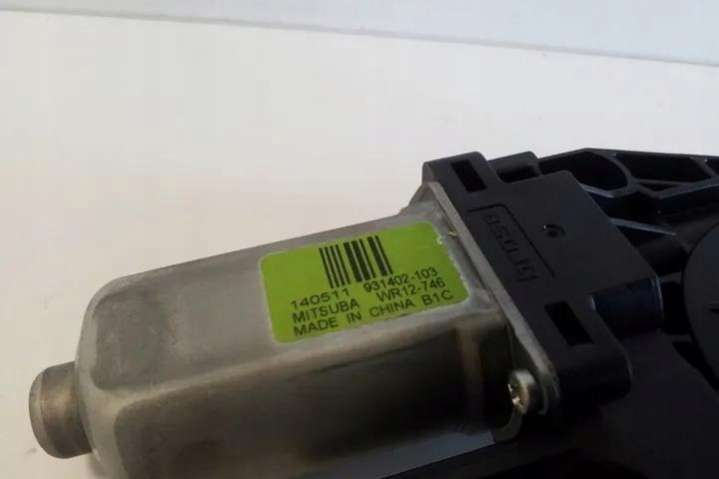 140511 931402-103
MITSUBA WR12-746
MADE IN CHINA B1C